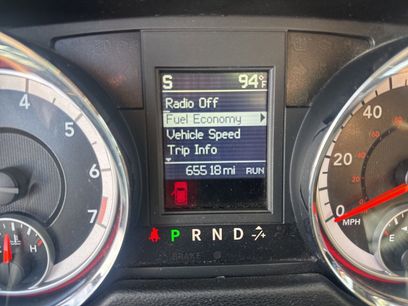 S 94°F
Radio Off
Fuel Economy
Vehicle Speed
Trip Info
65518 mi RUN
P R N D -/+
4 5 6 7
40 20 0
MPH
H
E
BRAKE